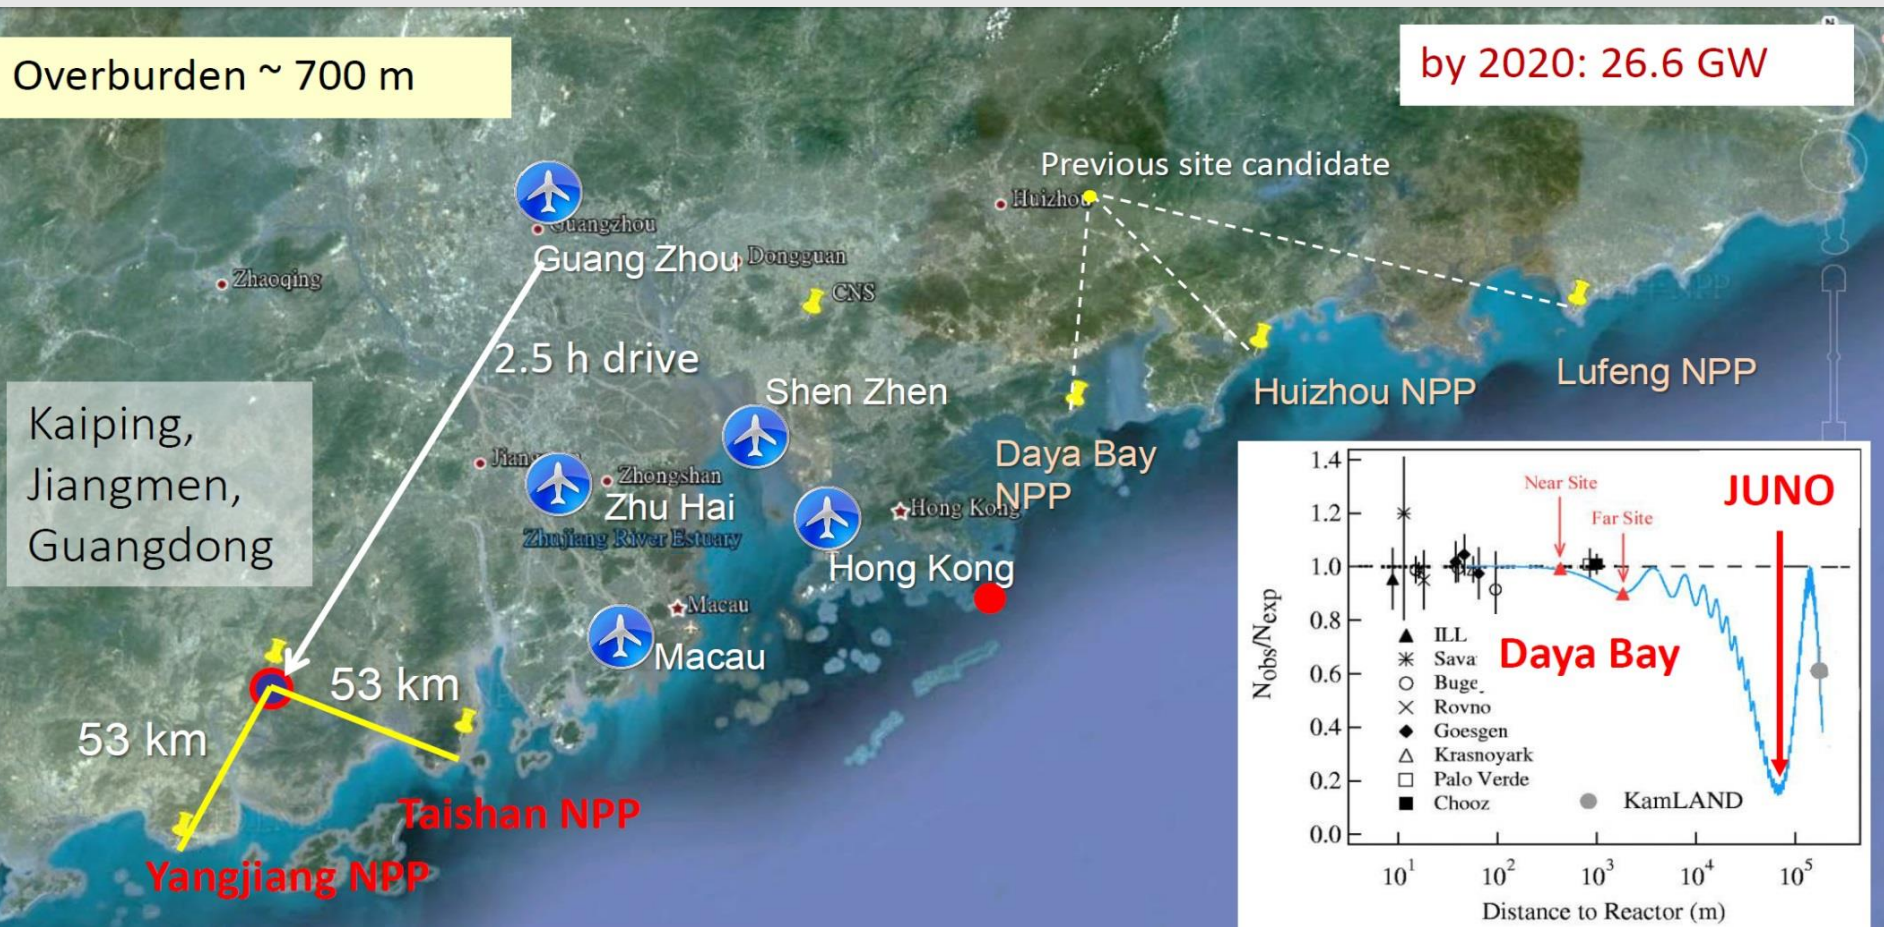 Overburden ~ 700 m
by 2020: 26.6 GW
N
Previous site candidate
Huizhou
Guangzhou
Guang Zhou
Dongguan
Zhaoqing
CNS
2.5 h drive
Lufeng NPP
Huizhou NPP
Shen Zhen
Kaiping,
Jiangmen,
Guangdong
Daya Bay
NPP
Jiang
Zhongshan
Zhu Hai
Zhujiang River Estuary
Hong Kong
Hong Kong
Macau
Macau
53 km
53 km
Taishan NPP
Yangjiang NPP
JUNO
Near Site
Far Site
Daya Bay
1.4
1.2
1.0
0.8
0.6
0.4
0.2
0.0
Nobs/Nexp
ILL
Sava
Buge
Rovno
Goesgen
Krasnoyark
Palo Verde
Chooz
KamLAND
10¹ 10² 10³ 10⁴ 10⁵
Distance to Reactor (m)